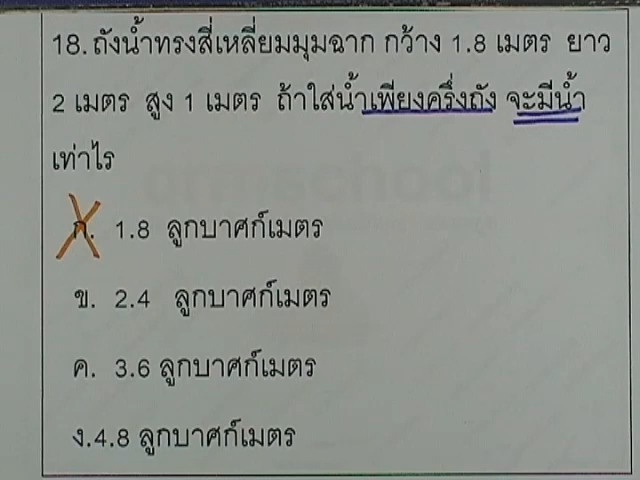 18. ถังน้ำทรงสี่เหลี่ยมมุมฉาก กว้าง 1.8 เมตร ยาว
2 เมตร สูง 1 เมตร ถ้าใส่น้ำเพียงครึ่งถัง จะมีน้ำ
เท่าไร
ก. 1.8 ลูกบาศก์เมตร
ข. 2.4 ลูกบาศก์เมตร
ค. 3.6 ลูกบาศก์เมตร
ง.4.8 ลูกบาศก์เมตร